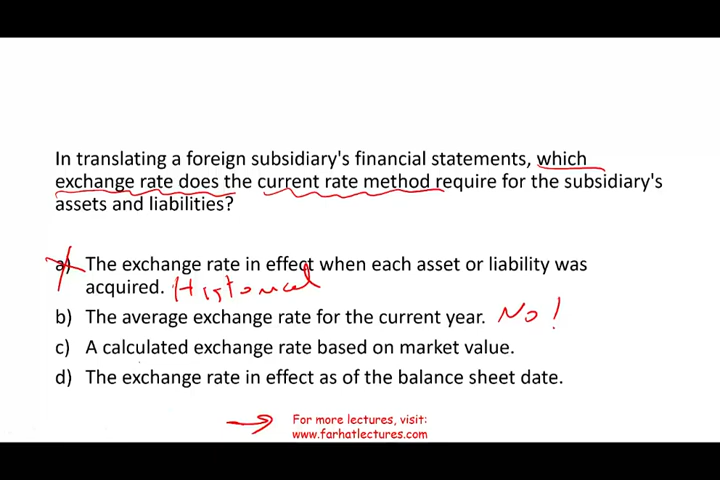 In translating a foreign subsidiary's financial statements, which
exchange rate does the current rate method require for the subsidiary's
assets and liabilities?
a) The exchange rate in effect when each asset or liability was
acquired. Historical
b) The average exchange rate for the current year. No!
c) A calculated exchange rate based on market value.
d) The exchange rate in effect as of the balance sheet date.
For more lectures, visit:
www.farhatlectures.com